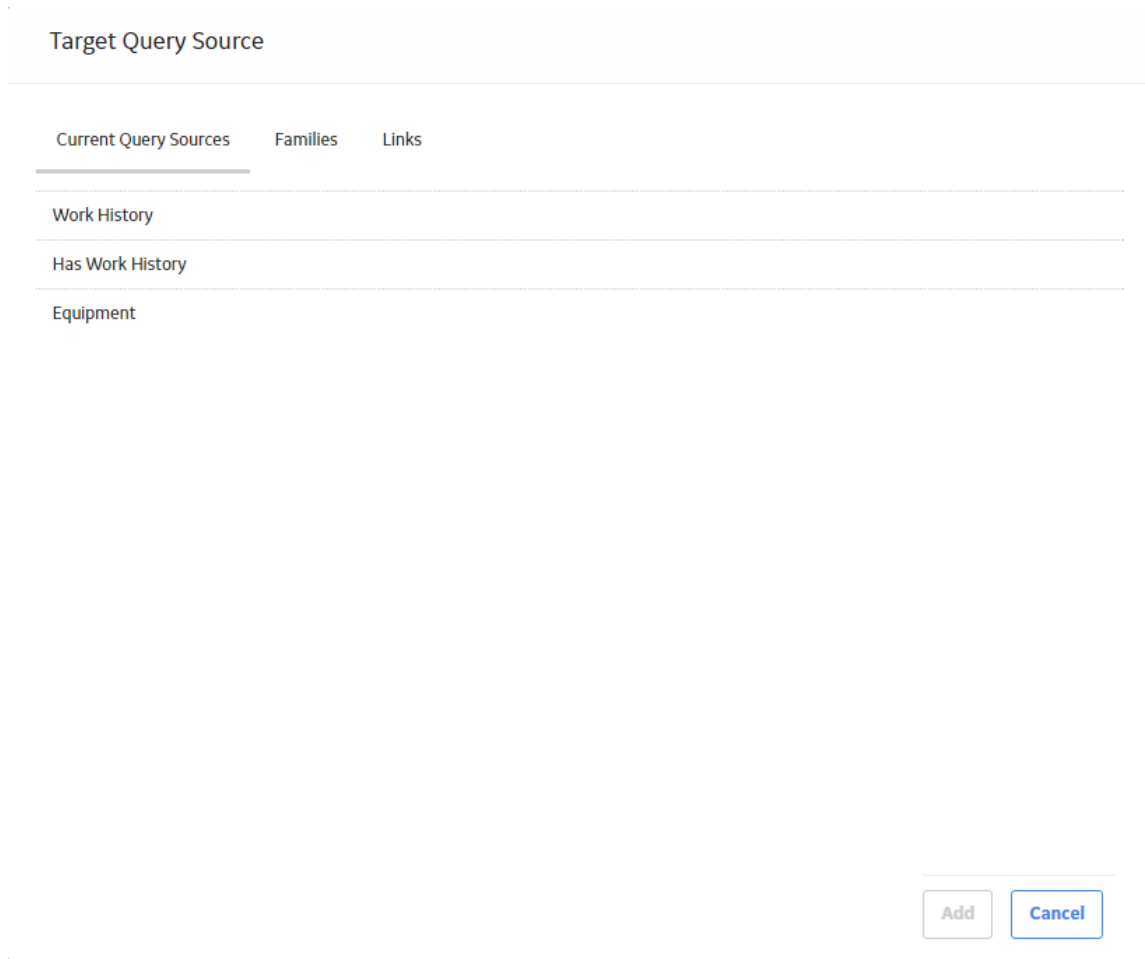 Target Query Source
Current Query Sources Families Links
Work History
Has Work History
Equipment
Add Cancel